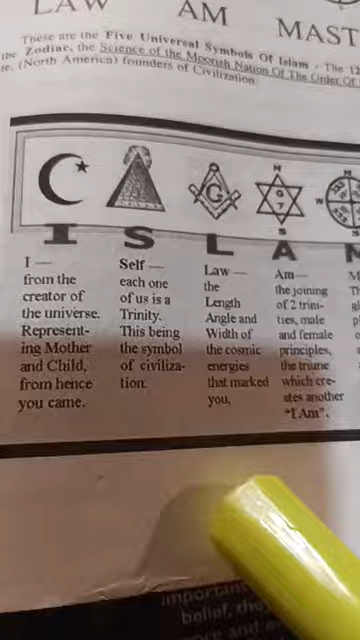 LAW AM MAST
These are the Five Universal Symbols Of Islam - The 12
the Zodiac, the Science of the Moorish Nation Of The Order Of
re. (North America) founders of Civilization
G
N
G
7
S
W
I S L A M
I —
from the
creator of
the universe.
Represent-
ing Mother
and Child,
from hence
you came.
Self —
each one
of us is a
Trinity.
This being
the symbol
of civiliza-
tion.
Law —
the
Length
Angle and
Width of
the cosmic
energies
that marked
you,
Am —
the joining
of 2 trini-
ties, male
and female
principles,
the triune
which cre-
ates another
"I Am".
M
Th
importan
belief, the